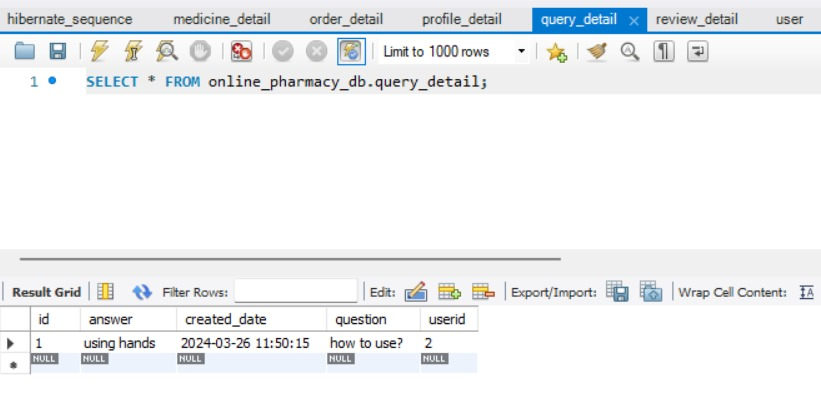 hibernate_sequence medicine_detail order_detail profile_detail query_detail × review_detail user
Limit to 1000 rows
1 SELECT * FROM online_pharmacy_db.query_detail;
Result Grid Filter Rows: Edit: Export/Import: Wrap Cell Content: IA
id answer created_date question userid
1 using hands 2024-03-26 11:50:15 how to use? 2
NULL NULL NULL NULL NULL